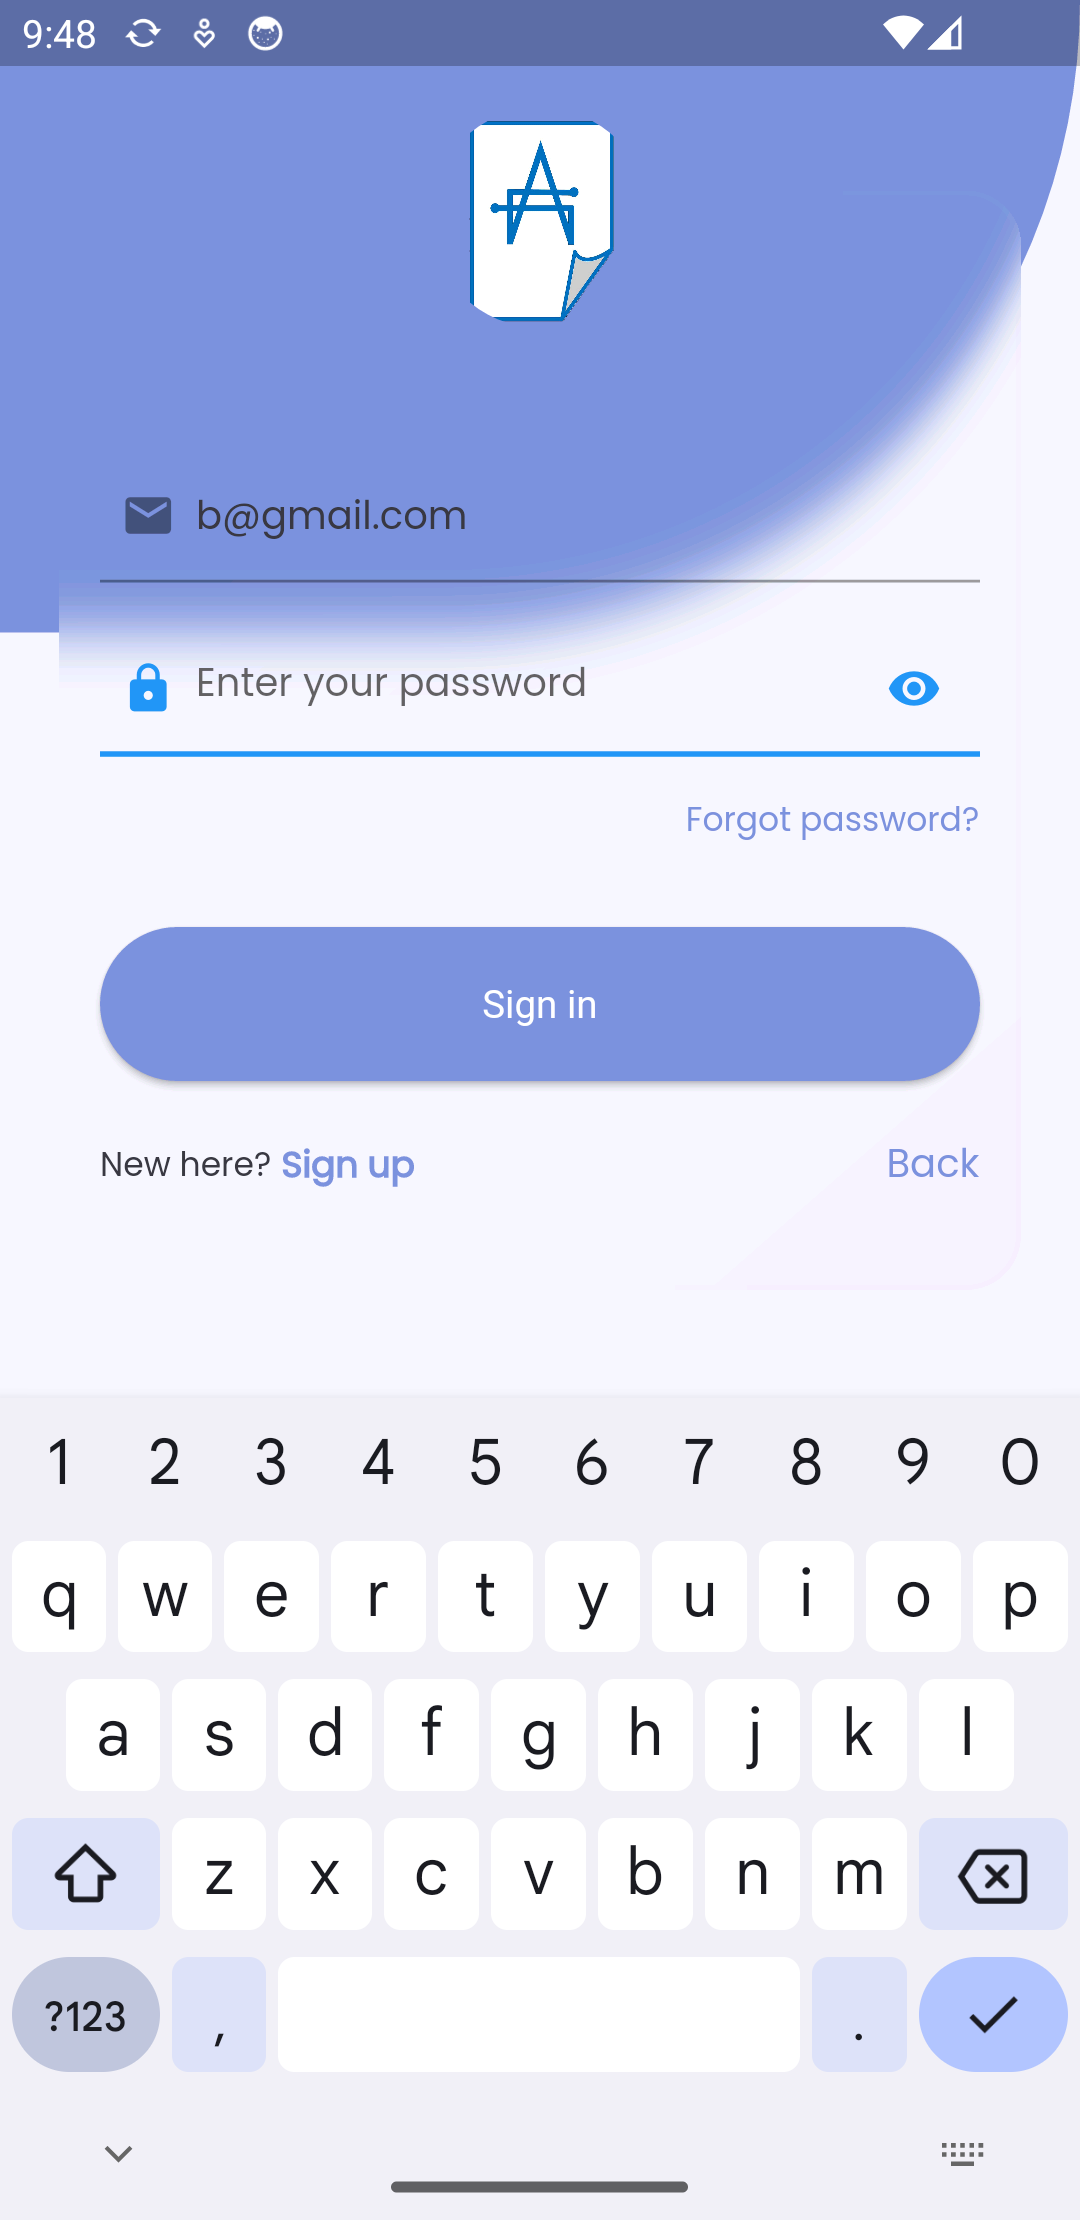 9:48
b@gmail.com
Enter your password
Forgot password?
Sign in
New here? Sign up
Back
1 2 3 4 5 6 7 8 9 0
q w e r t y u i o p
a s d f g h j k l
z x c v b n m
?123 , .